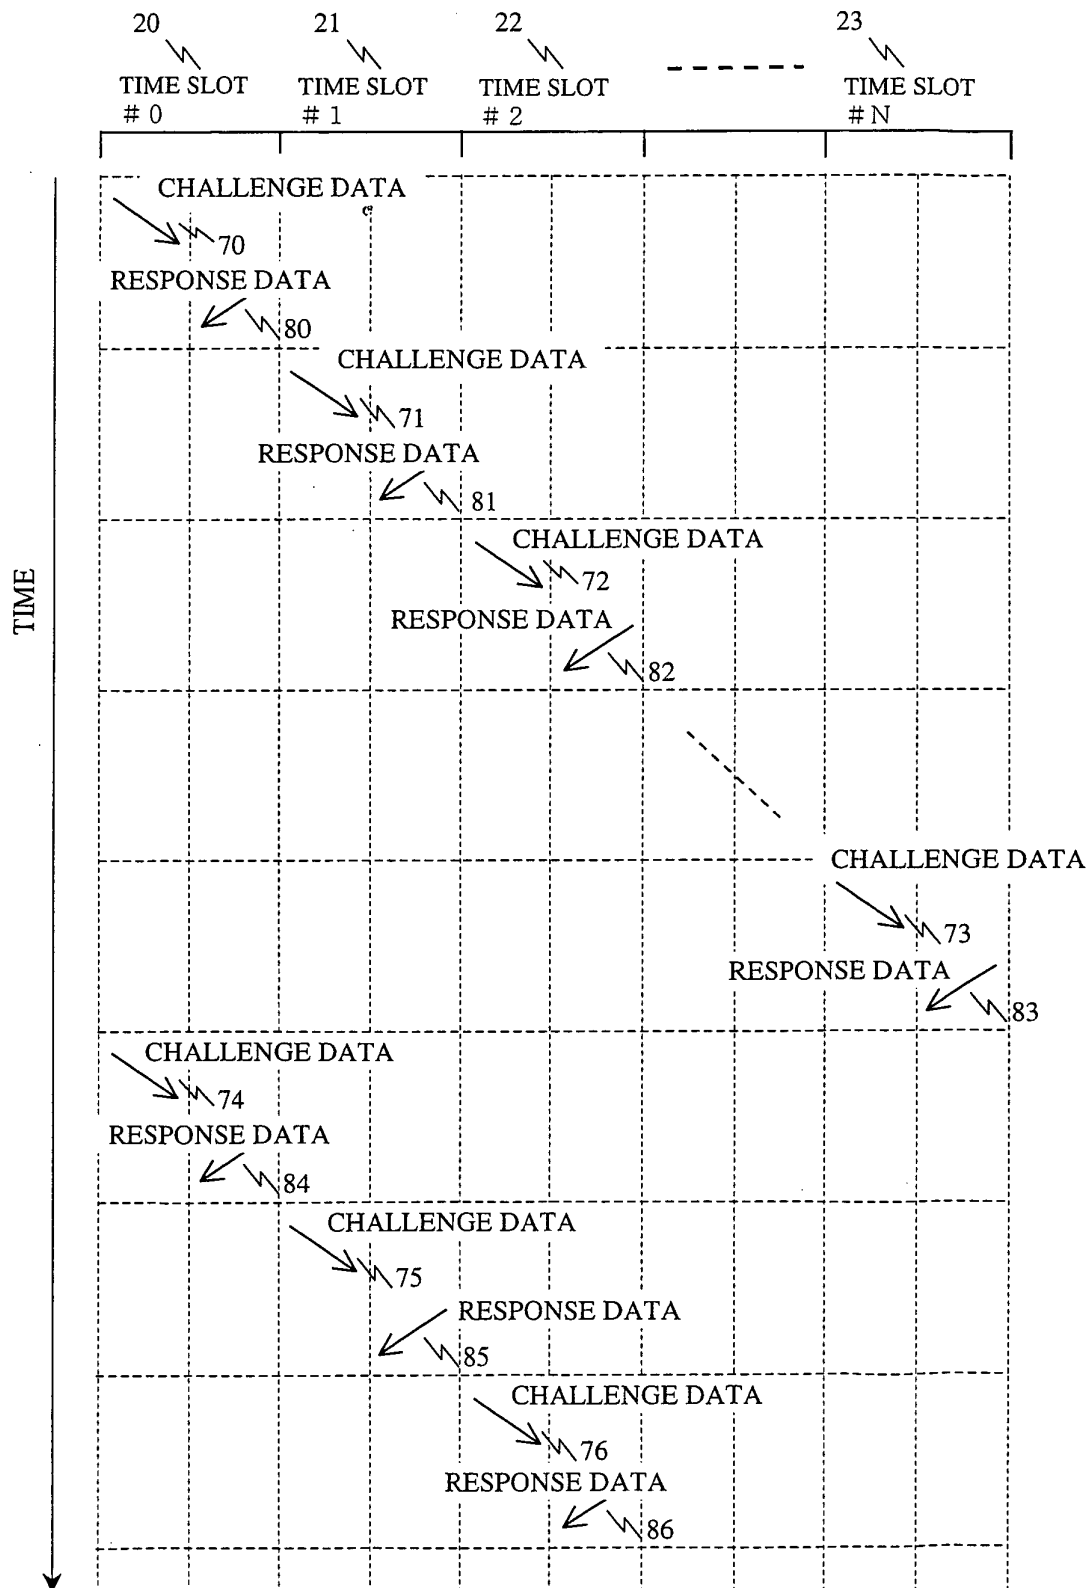 20 21 22 23
TIME SLOT TIME SLOT TIME SLOT TIME SLOT
# 0 # 1 # 2 # N
CHALLENGE DATA
70
RESPONSE DATA
80
CHALLENGE DATA
71
RESPONSE DATA
81
CHALLENGE DATA
72
TIME
RESPONSE DATA
82
CHALLENGE DATA
73
RESPONSE DATA
83
CHALLENGE DATA
74
RESPONSE DATA
84
CHALLENGE DATA
75
RESPONSE DATA
85
CHALLENGE DATA
76
RESPONSE DATA
86